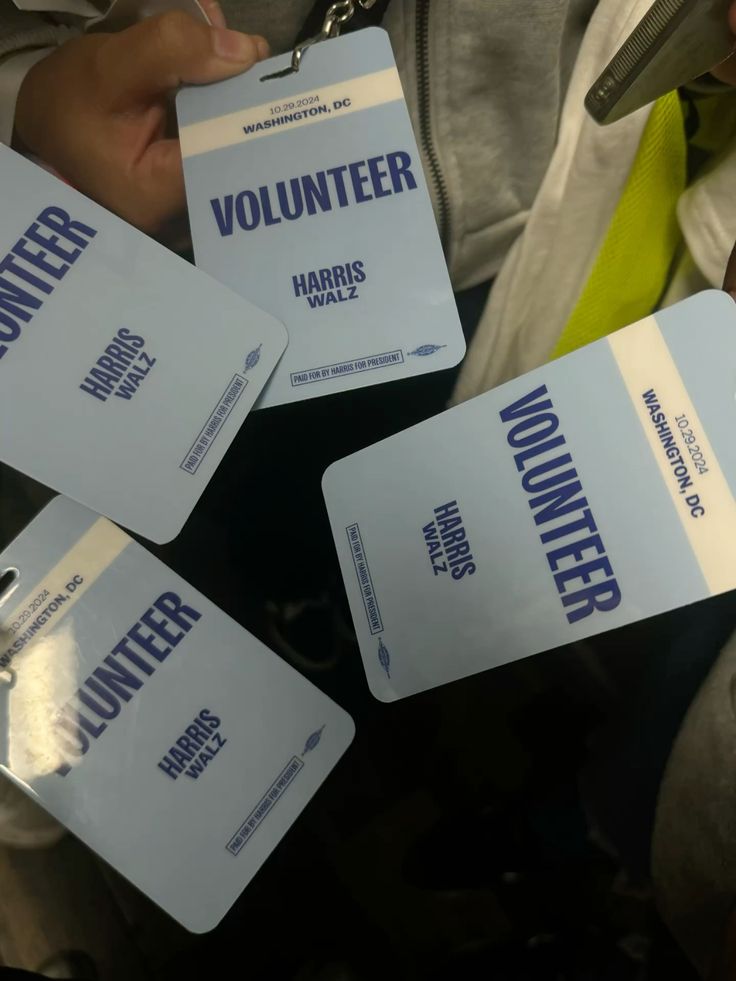 10.29.2024
WASHINGTON, DC
VOLUNTEER
HARRIS
WALZ
PAID FOR BY HARRIS FOR PRESIDENT
UNTEER
HARRIS
WALZ
PAID FOR BY HARRIS FOR PRESIDENT
10.29.2024
WASHINGTON, DC
VOLUNTEER
HARRIS
WALZ
PAID FOR BY HARRIS FOR PRESIDENT
10.29.2024
WASHINGTON, DC
VOLUNTEER
HARRIS
WALZ
PAID FOR BY HARRIS FOR PRESIDENT